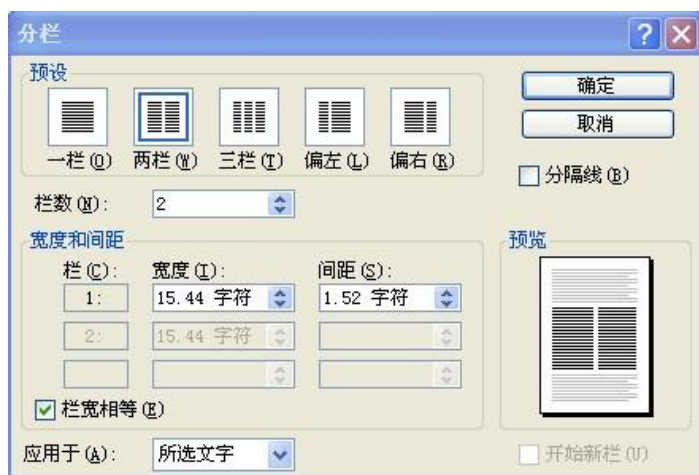 分栏
预设
一栏(O) 两栏(W) 三栏(T) 偏左(L) 偏右(R)
确定
取消
分隔线(B)
栏数(N): 2
宽度和间距
栏(C): 宽度(I): 间距(S):
1: 15.44 字符 1.52 字符
2: 15.44 字符
栏宽相等(E)
预览
应用于(A): 所选文字
开始新栏(U)